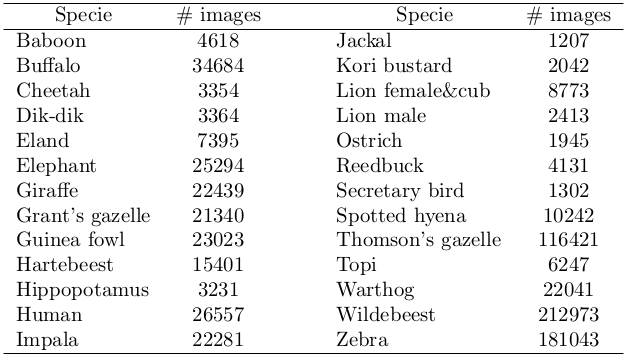 Specie # images Specie # images
Baboon 4618 Jackal 1207
Buffalo 34684 Kori bustard 2042
Cheetah 3354 Lion female&cub 8773
Dik-dik 3364 Lion male 2413
Eland 7395 Ostrich 1945
Elephant 25294 Reedbuck 4131
Giraffe 22439 Secretary bird 1302
Grant's gazelle 21340 Spotted hyena 10242
Guinea fowl 23023 Thomson's gazelle 116421
Hartebeest 15401 Topi 6247
Hippopotamus 3231 Warthog 22041
Human 26557 Wildebeest 212973
Impala 22281 Zebra 181043